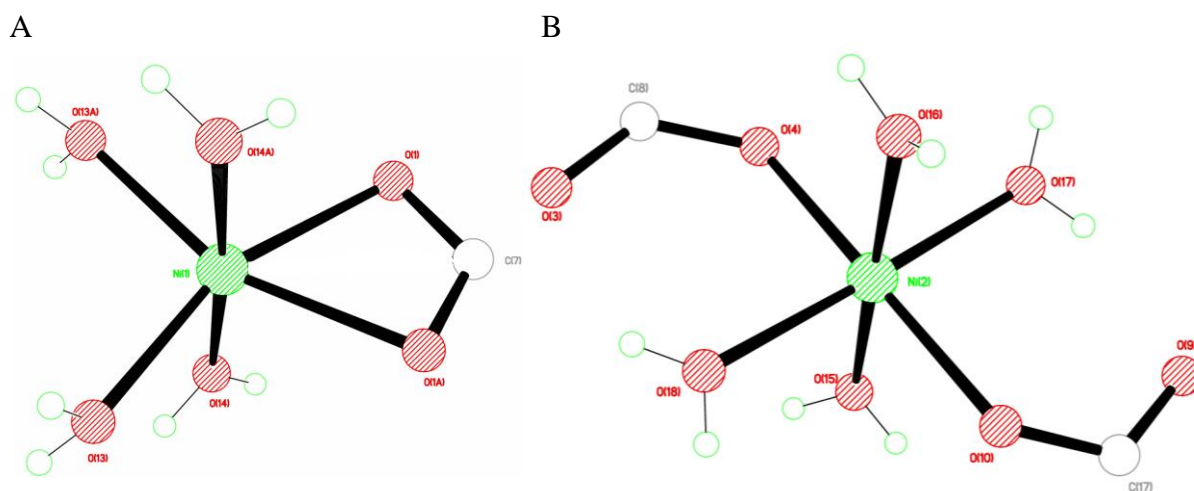 A
B
O(13A)
O(14A)
O(1)
Ni(1)
C(7)
O(1A)
O(14)
O(13)
C(8)
O(4)
O(16)
O(3)
O(17)
Ni(2)
O(18)
O(15)
O(9)
O(10)
C(17)